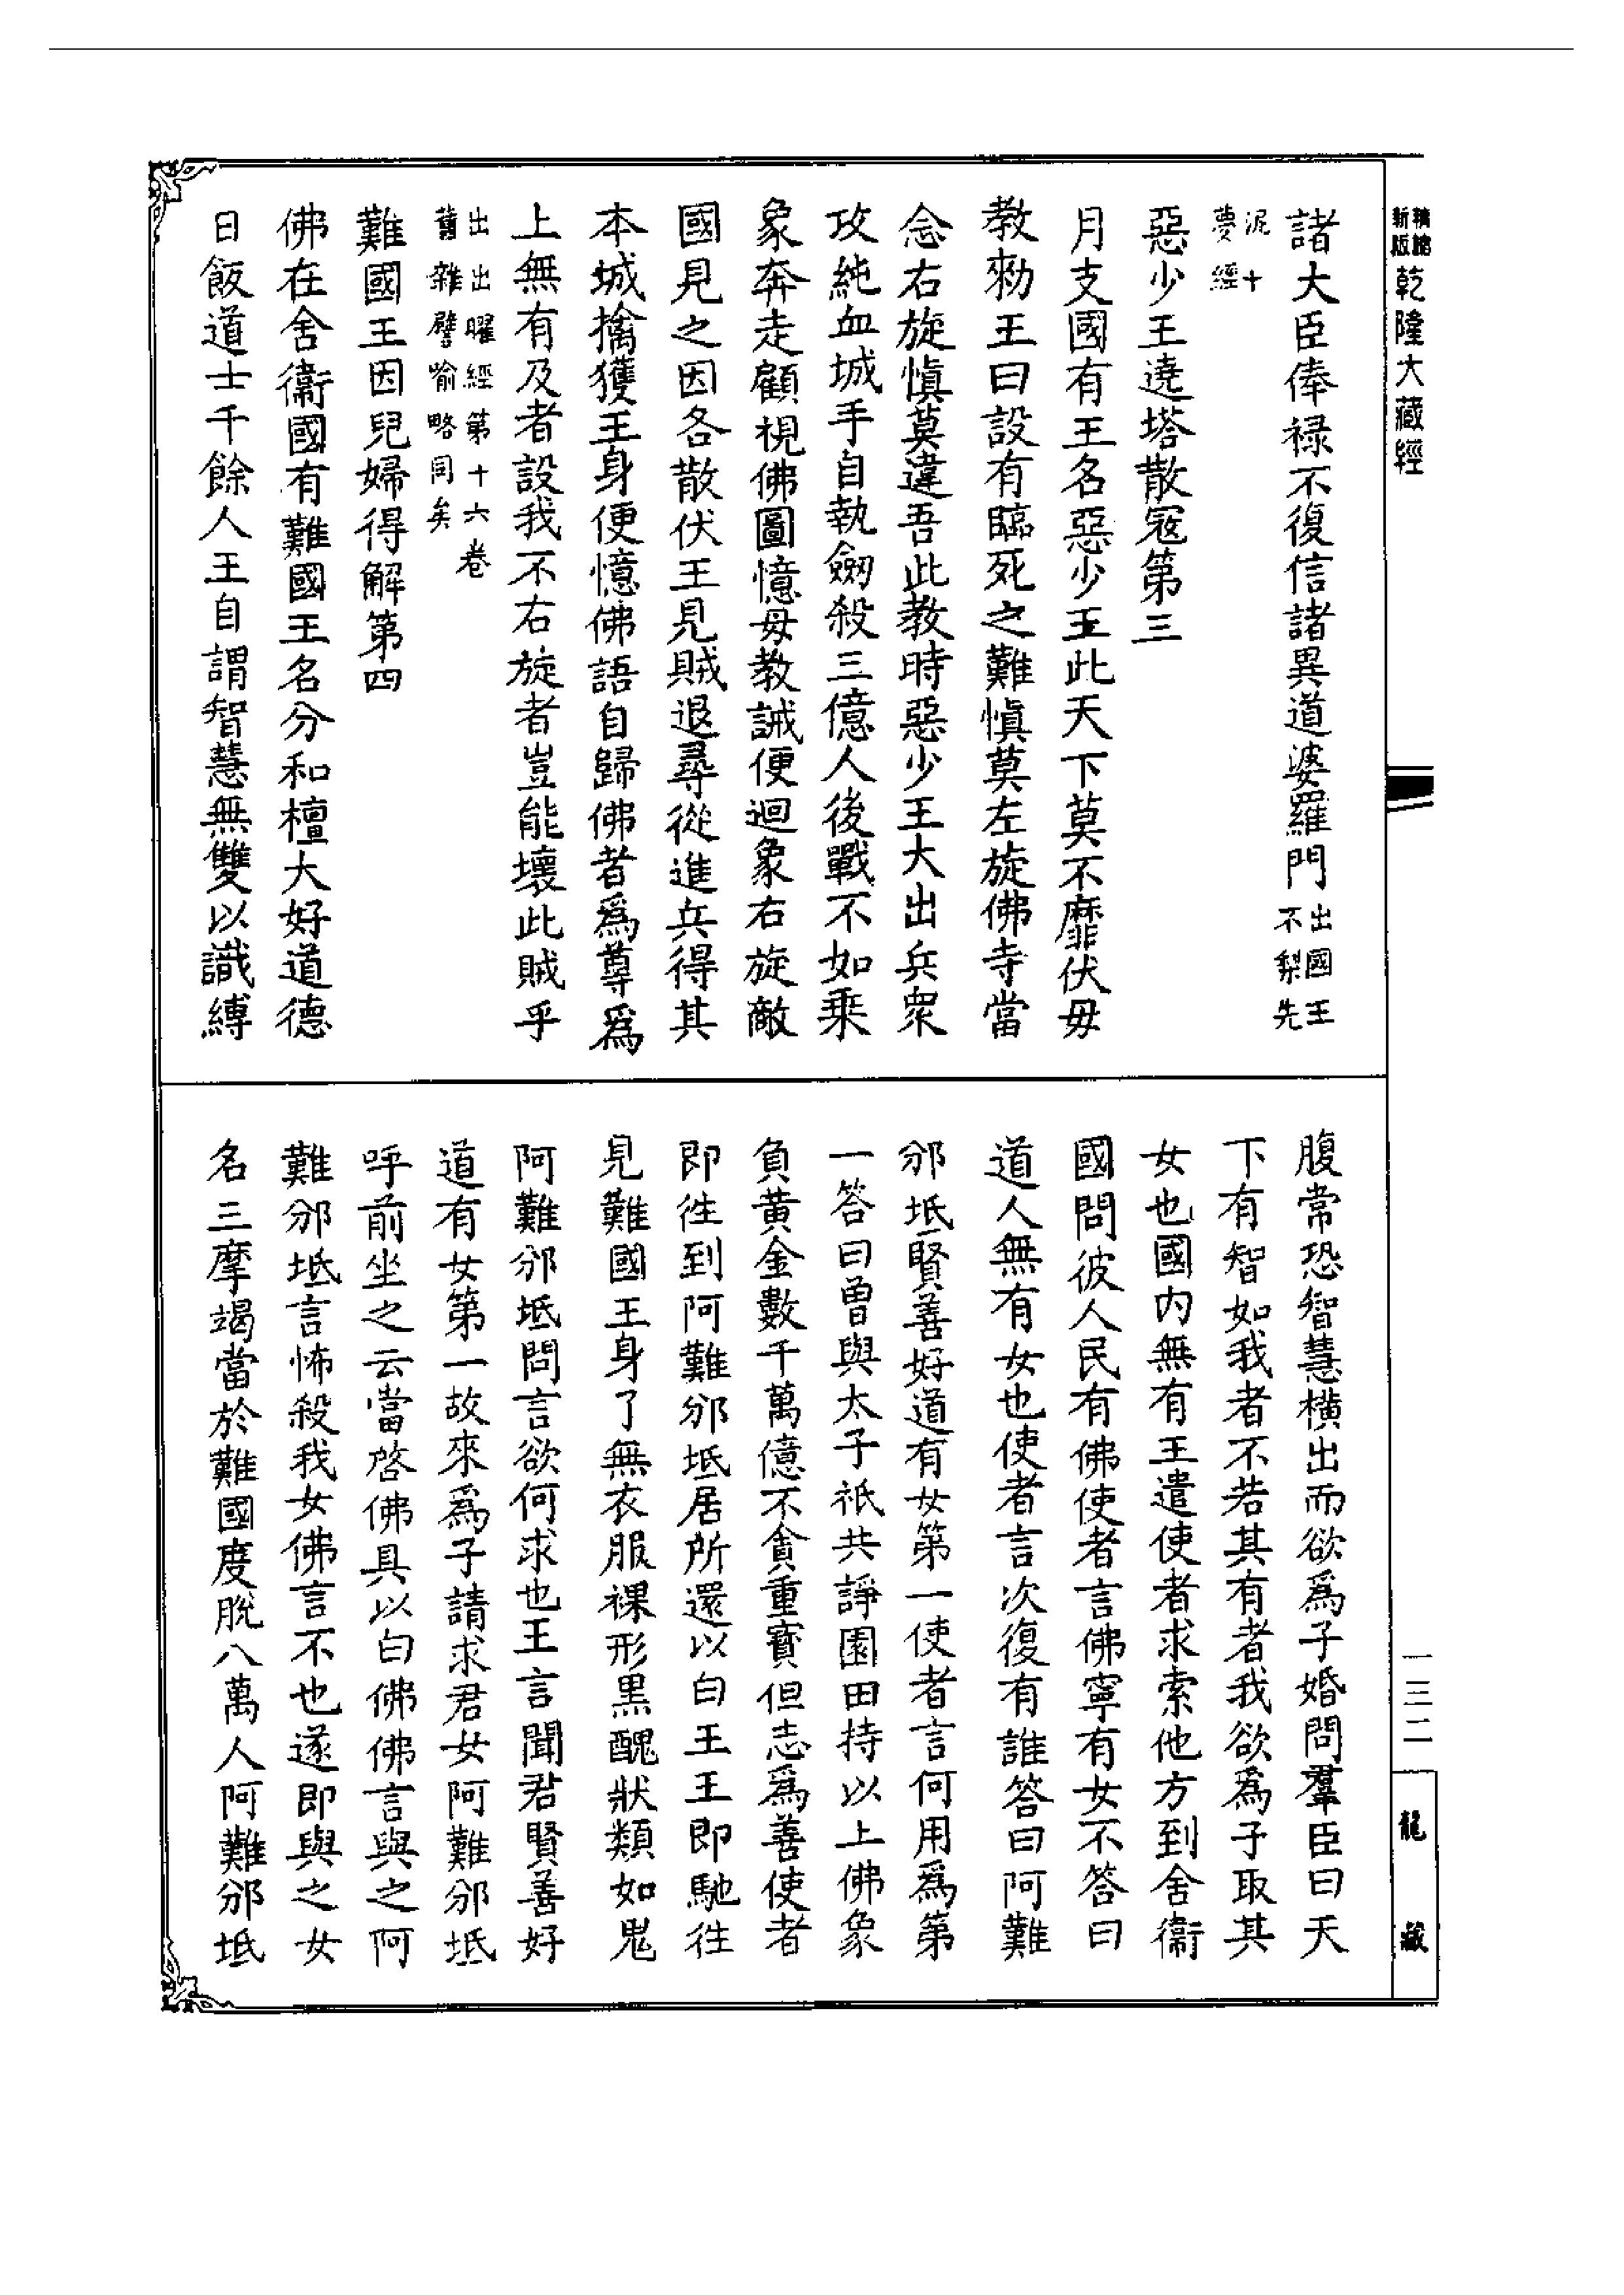 精縮新版乾隆大藏經
諸大臣俸祿不復信諸異道婆羅門出國王不梨先
泥十夢經
惡少王遶塔散寇第三
月支國有王名惡少王此天下莫不靡伏母
教勑王曰設有臨死之難慎莫左旋佛寺當
念右旋慎莫違吾此教時惡少王大出兵衆
攻純血城手自執劒殺三億人後戰不如乘
象奔走顧視佛圖憶母教誡便迴象右旋敵
國見之因各散伏王見賊退尋從進兵得其
本城擒獲王身便憶佛語自歸佛者爲尊爲
上無有及者設我不右旋者豈能壞此賊乎
出出曜經第十六卷
舊雜譬喻略同矣
難國王因兒婦得解第四
佛在舍衞國有難國王名分和檀大好道德
日飯道士千餘人王自謂智慧無雙以識縛
腹常恐智慧橫出而欲爲子婚問羣臣曰天
下有智如我者不若其有者我欲爲子取其
女也國内無有王遣使者求索他方到舍衞
國問彼人民有佛使者言佛寧有女不答曰
道人無有女也使者言次復有誰答曰阿難
邠坻賢善好道有女第一使者言何用爲第
一答曰曾與太子祇共諍園田持以上佛象
負黃金數千萬億不貪重寳但志爲善使者
即徃到阿難邠坻居所還以白王王即馳徃
見難國王身了無衣服裸形黑醜狀類如鬼
阿難邠坻問言欲何求也王言聞君賢善好
道有女第一故來爲子請求君女阿難邠坻
呼前坐之云當啓佛具以白佛佛言與之阿
難邠坻言怖殺我女佛言不也遂即與之女
名三摩竭當於難國度脫八萬人阿難邠坻
一三二
龍藏